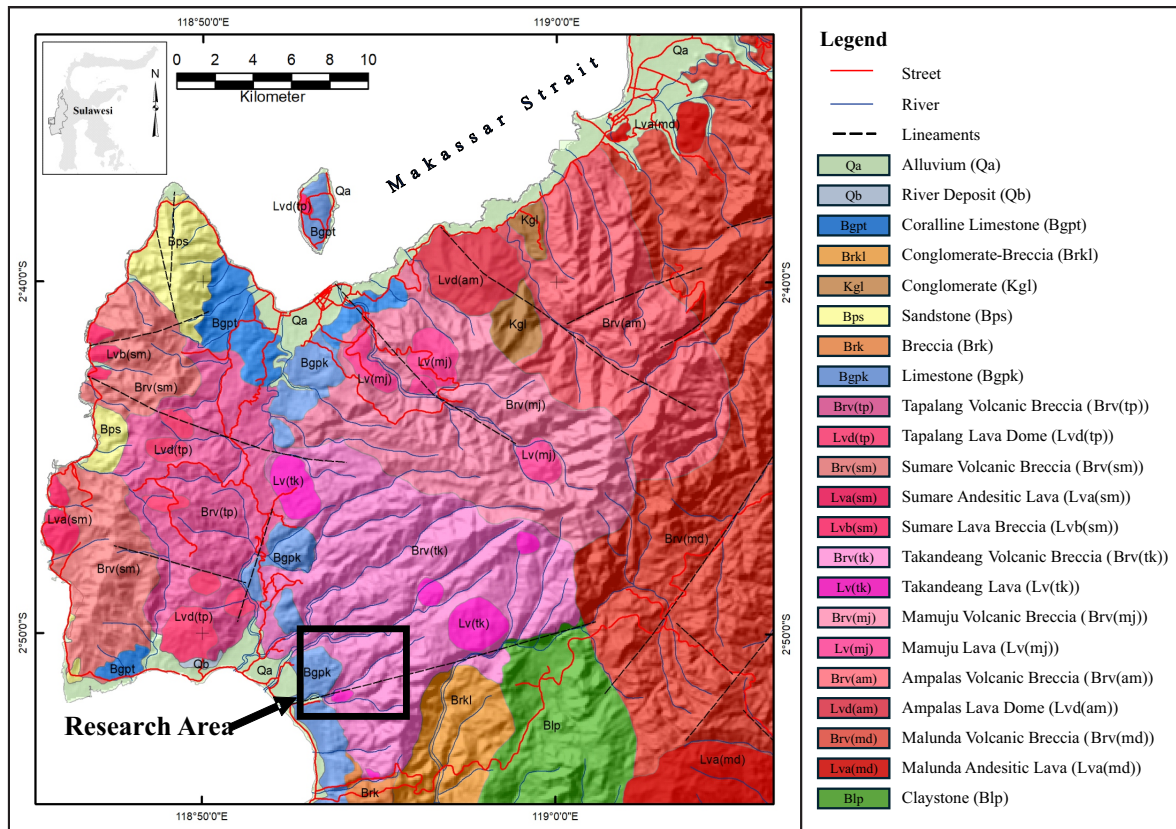 118°50'0"E
119°0'0"E
Qa
N
Sulawesi
0 2 4 6 8 10
Kilometer
Makassar Strait
Lva(md)
Qa
Lvd(tp)
Bgpt
Kgl
Bps
2°40'0"S
2°40'0"S
Lvd(am)
Bgpt
Qa
Kgl
Brv(am)
Lvb(sm)
Bgpk
Lv(mj)
Lv(mj)
Brv(sm)
Brv(mj)
Bps
Lvd(tp)
Lv(mj)
Lv(tk)
Brv(tp)
Lva(sm)
Bgpk
Brv(tk)
Brv(md)
Brv(sm)
Lvd(tp)
Lv(tk)
2°50'0"S
2°50'0"S
Bgpt
Qb
Qa
Bgpk
Research Area
Brkl
Blp
Lva(md)
Brk
118°50'0"E
119°0'0"E
Legend
Street
River
Lineaments
Qa Alluvium (Qa)
Qb River Deposit (Qb)
Bgpt Coralline Limestone (Bgpt)
Brkl Conglomerate-Breccia (Brkl)
Kgl Conglomerate (Kgl)
Bps Sandstone (Bps)
Brk Breccia (Brk)
Bgpk Limestone (Bgpk)
Brv(tp) Tapalang Volcanic Breccia (Brv(tp))
Lvd(tp) Tapalang Lava Dome (Lvd(tp))
Brv(sm) Sumare Volcanic Breccia (Brv(sm))
Lva(sm) Sumare Andesitic Lava (Lva(sm))
Lvb(sm) Sumare Lava Breccia (Lvb(sm))
Brv(tk) Takandeang Volcanic Breccia (Brv(tk))
Lv(tk) Takandeang Lava (Lv(tk))
Brv(mj) Mamuju Volcanic Breccia (Brv(mj))
Lv(mj) Mamuju Lava (Lv(mj))
Brv(am) Ampalas Volcanic Breccia (Brv(am))
Lvd(am) Ampalas Lava Dome (Lvd(am))
Brv(md) Malunda Volcanic Breccia (Brv(md))
Lva(md) Malunda Andesitic Lava (Lva(md))
Blp Claystone (Blp)